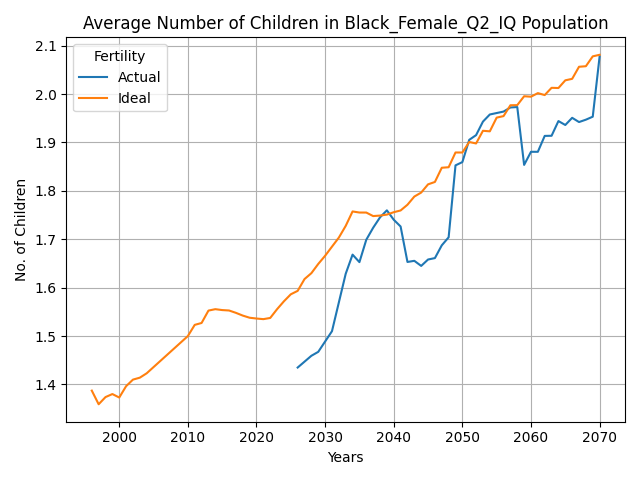 Average Number of Children in Black_Female_Q2_IQ Population
Fertility
Actual
Ideal
No. of Children
2.1
2.0
1.9
1.8
1.7
1.6
1.5
1.4
2000 2010 2020 2030 2040 2050 2060 2070
Years